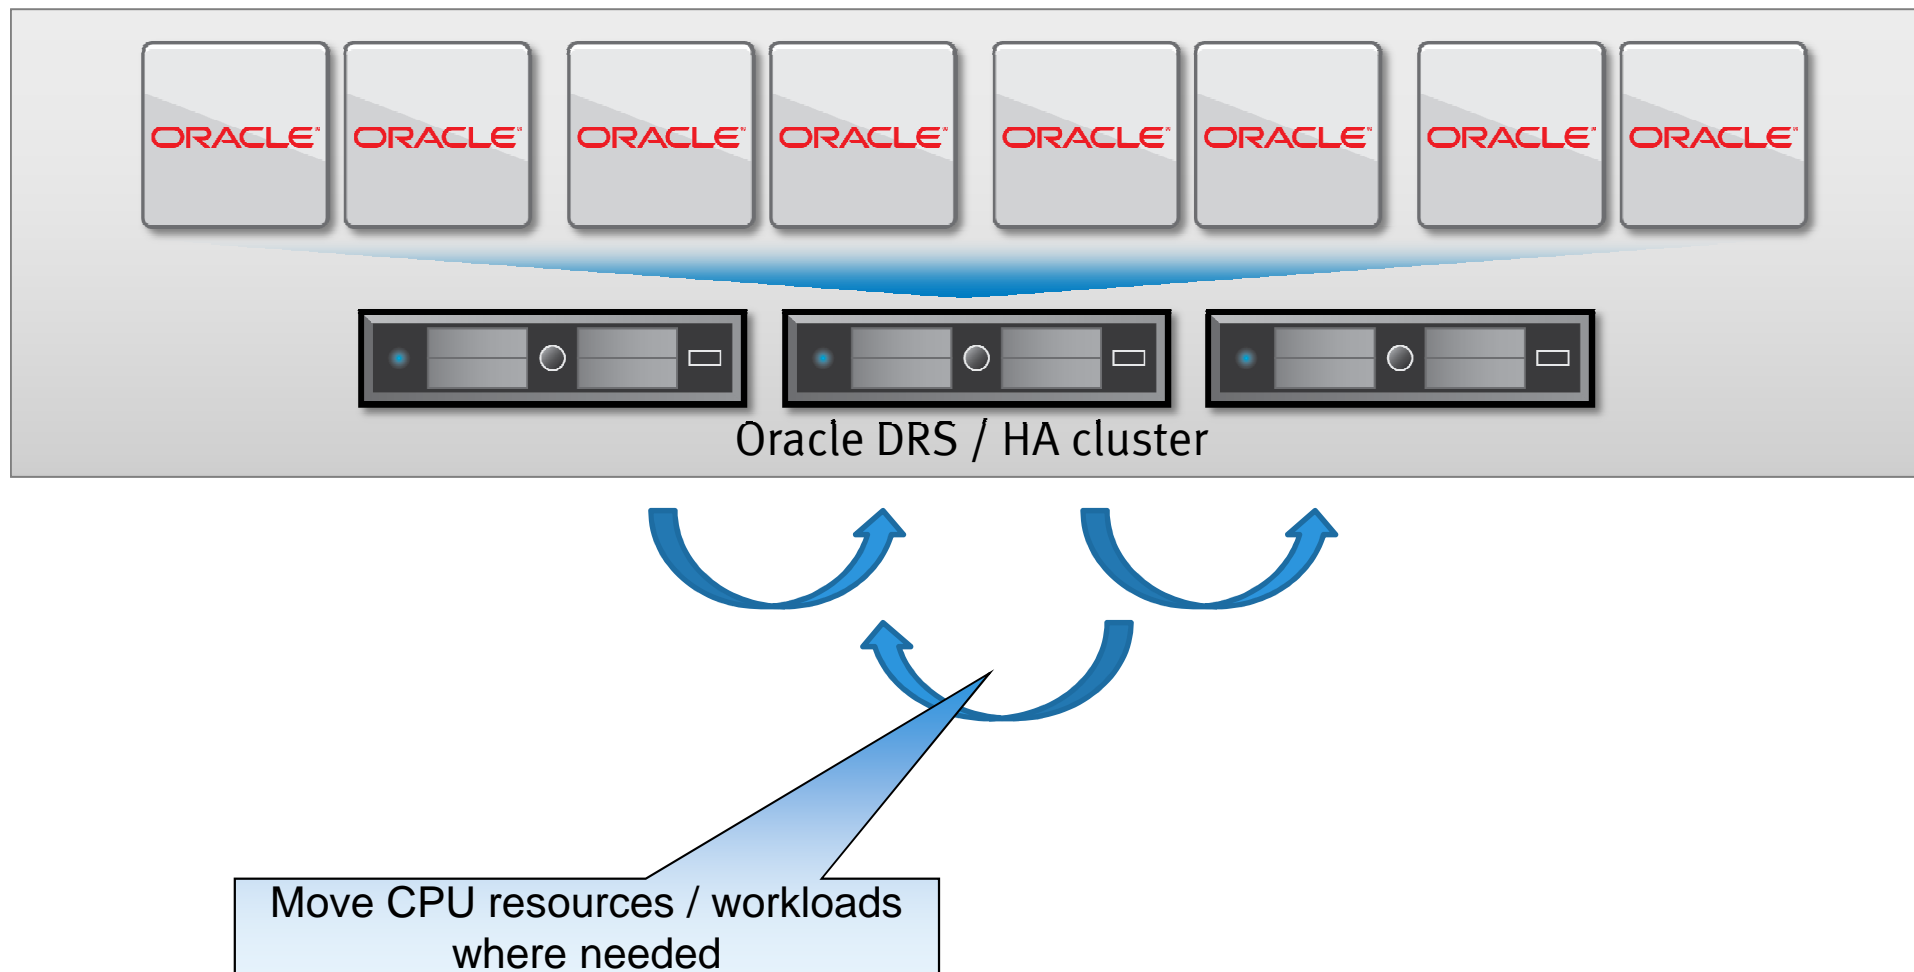 ORACLE ORACLE ORACLE ORACLE ORACLE ORACLE ORACLE ORACLE
Oracle DRS / HA cluster
Move CPU resources / workloads
where needed